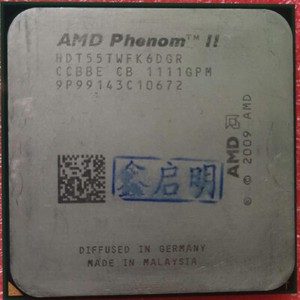 AMD Phenom™ II
HDT55TWFK6DGR
CCBBE CB 1111GPM
9P99143C10672
AMD
© 2009 AMD
鑫启明
DIFFUSED IN GERMANY
MADE IN MALAYSIA